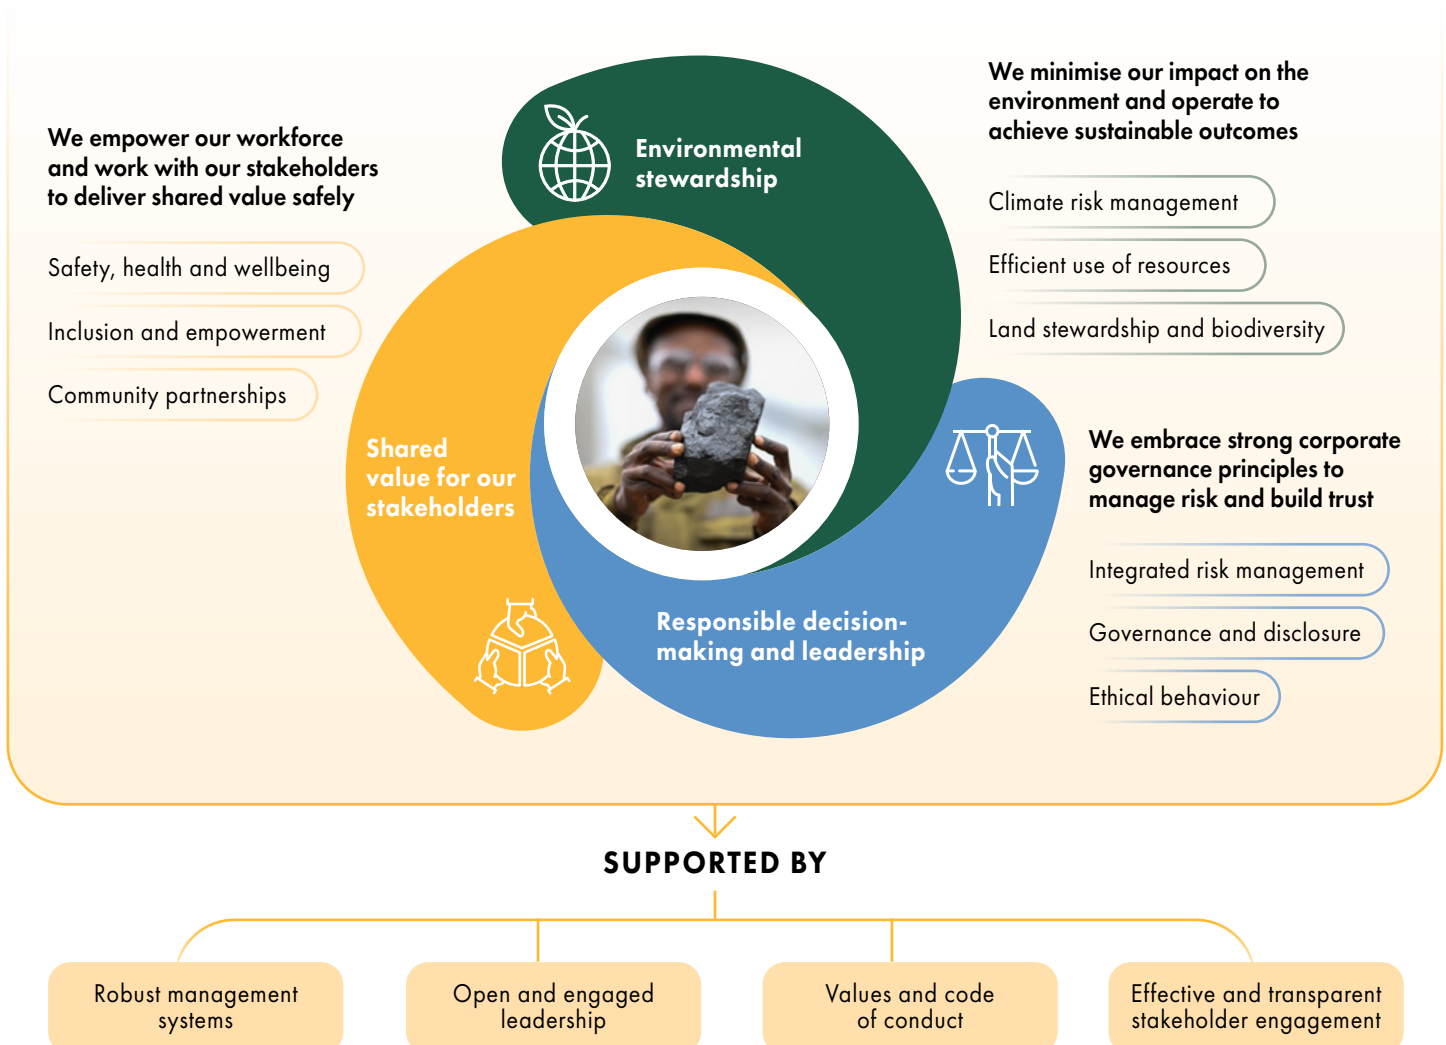 We empower our workforce
and work with our stakeholders
to deliver shared value safely
Safety, health and wellbeing
Inclusion and empowerment
Community partnerships
Environmental
stewardship
Shared
value for our
stakeholders
Responsible decision-
making and leadership
We minimise our impact on the
environment and operate to
achieve sustainable outcomes
Climate risk management
Efficient use of resources
Land stewardship and biodiversity
We embrace strong corporate
governance principles to
manage risk and build trust
Integrated risk management
Governance and disclosure
Ethical behaviour
SUPPORTED BY
Robust management
systems
Open and engaged
leadership
Values and code
of conduct
Effective and transparent
stakeholder engagement